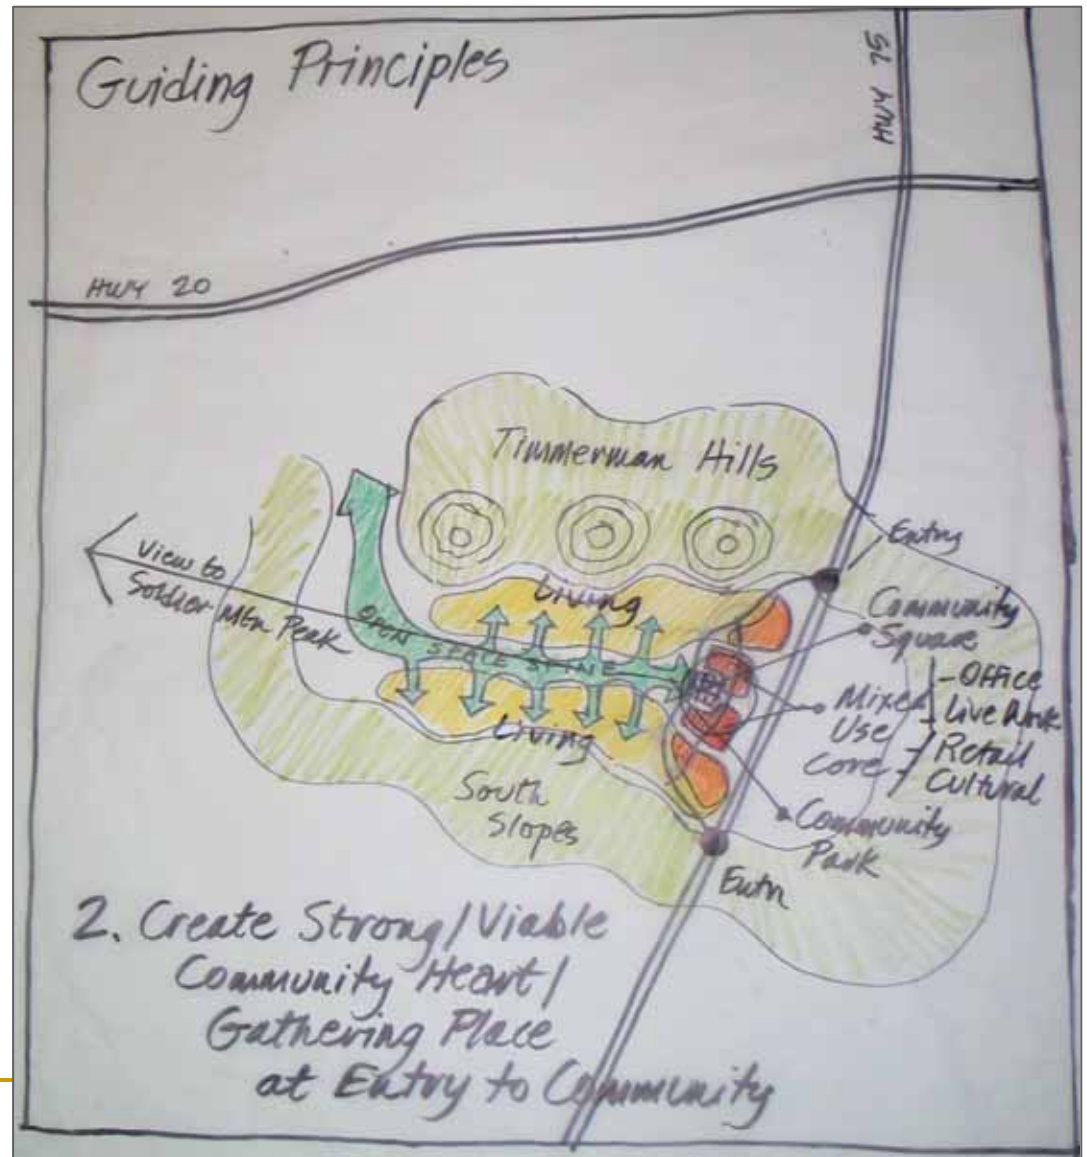 Guiding Principles
HWY 75
HWY 20
Timmerman Hills
Entry
View to
Soldier Mtn Peak
Living
Community
Square
OPEN
SPACE SPINE
- Office
Live Work
Mixed
Use
Core
Retail
Cultural
Living
South
Slopes
Community
Park
Entry
2. Create Strong/Viable
Community Heart/
Gathering Place
at Entry to Community